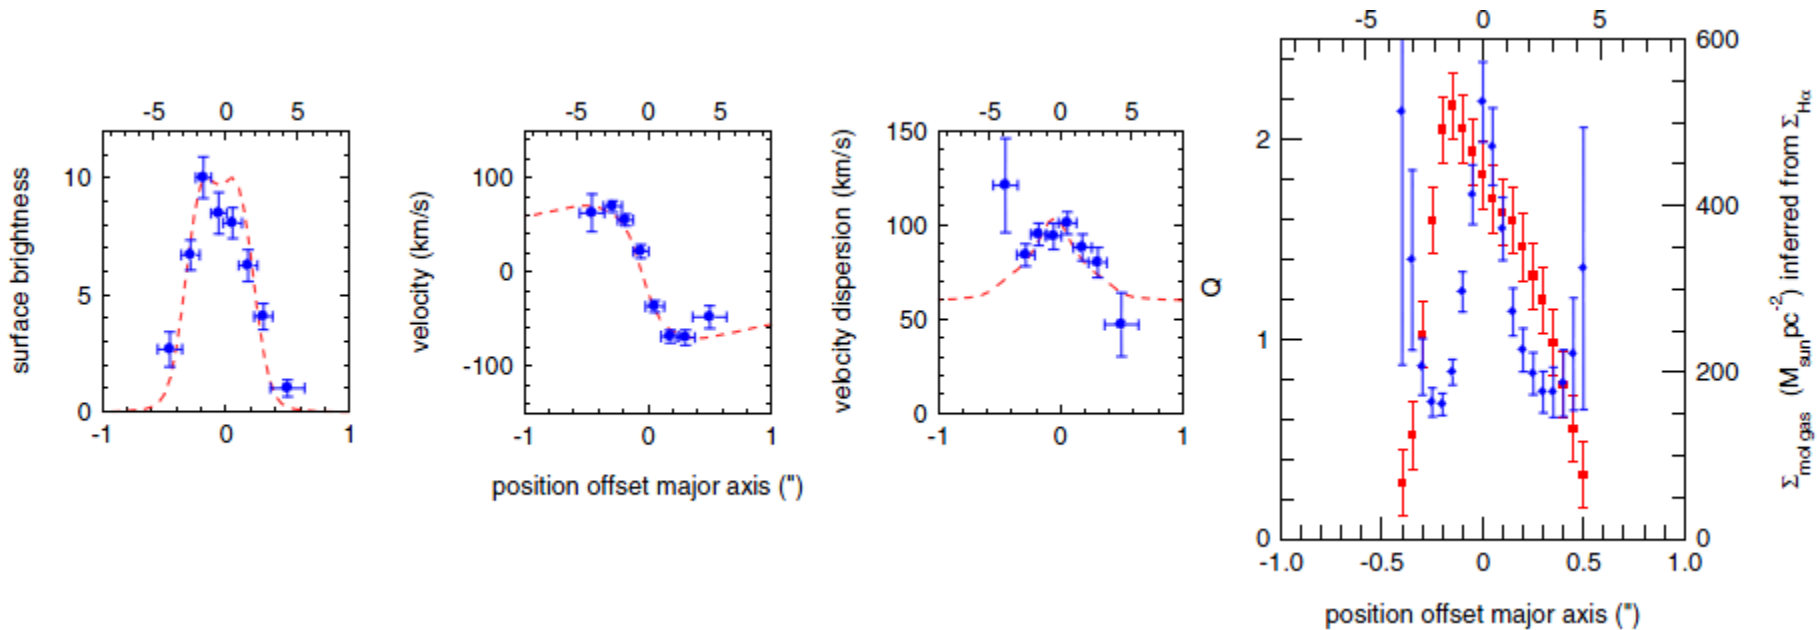 -5 0 5
-5 0 5
-5 0 5
-5 0 5
surface brightness
10
5
0
-1 0 1
velocity (km/s)
100
0
-100
-1 0 1
position offset major axis (")
velocity dispersion (km/s)
150
100
50
0
-1 0 1
Q
2
1
0
-1.0 -0.5 0 0.5 1.0
position offset major axis (")
600
400
200
0
Σmol gas (Msun pc-2) inferred from ΣHα